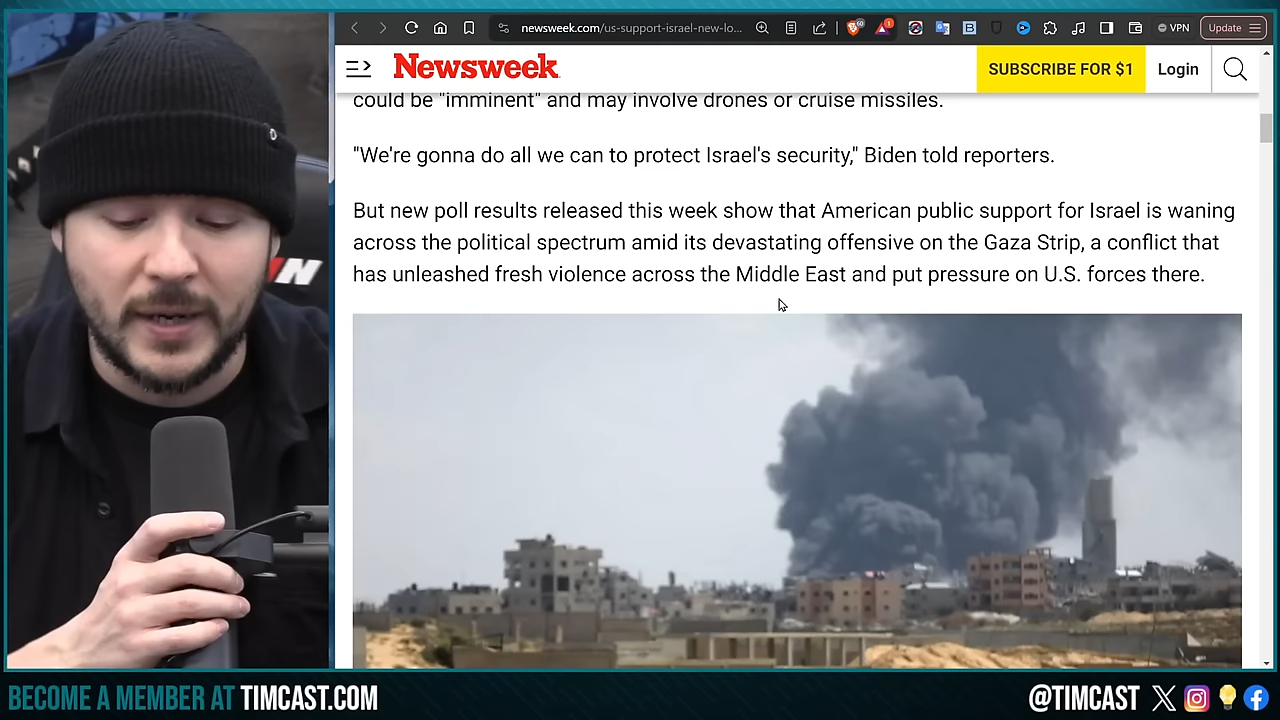 newsweek.com/us-support-israel-new-lo...
VPN
Update
Newsweek
SUBSCRIBE FOR $1
Login
could be "imminent" and may involve drones or cruise missiles.
"We're gonna do all we can to protect Israel's security," Biden told reporters.
But new poll results released this week show that American public support for Israel is waning
across the political spectrum amid its devastating offensive on the Gaza Strip, a conflict that
has unleashed fresh violence across the Middle East and put pressure on U.S. forces there.
BECOME A MEMBER AT TIMCAST.COM
@TIMCAST